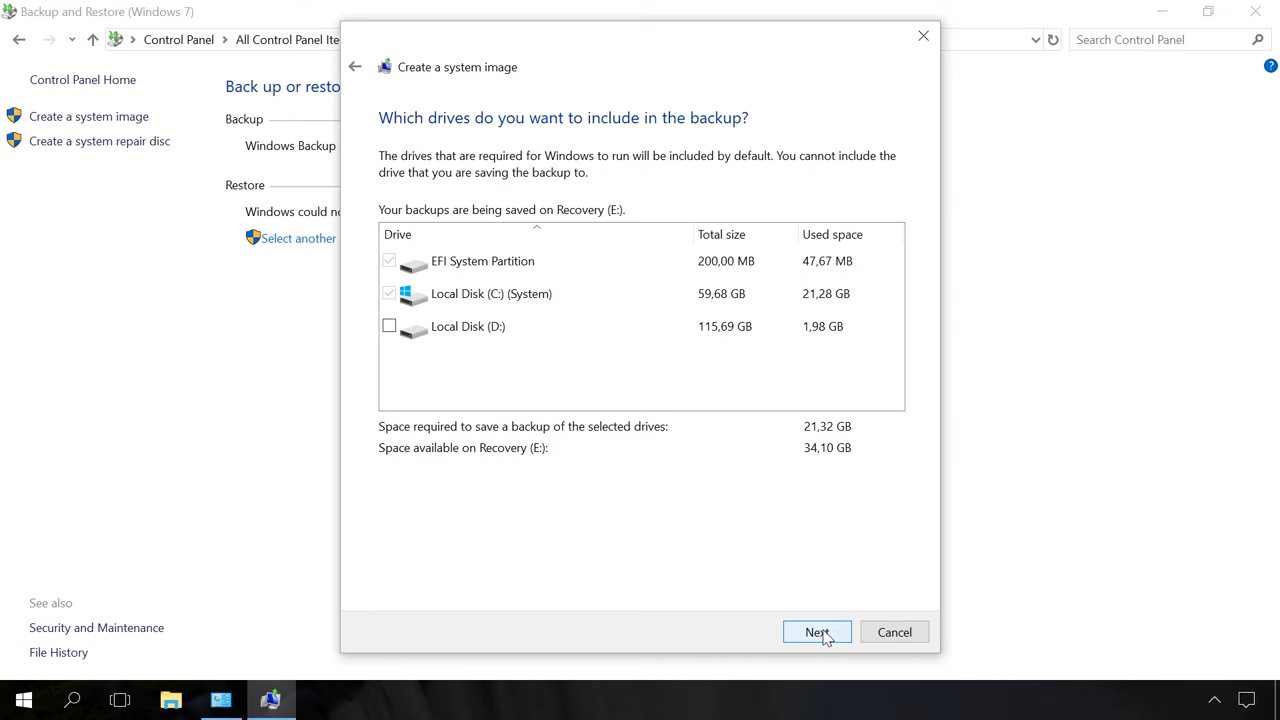 Backup and Restore (Windows 7)
Control Panel
All Control Panel Ite
Search Control Panel
Control Panel Home
Create a system image
Create a system repair disc
Back up or resto
Backup
Windows Backup
Restore
Windows could no
Select another
See also
Security and Maintenance
File History
Create a system image
Which drives do you want to include in the backup?
The drives that are required for Windows to run will be included by default. You cannot include the
drive that you are saving the backup to.
Your backups are being saved on Recovery (E:).
Drive Total size Used space
EFI System Partition 200,00 MB 47,67 MB
Local Disk (C:) (System) 59,68 GB 21,28 GB
Local Disk (D:) 115,69 GB 1,98 GB
Space required to save a backup of the selected drives: 21,32 GB
Space available on Recovery (E:): 34,10 GB
Next Cancel